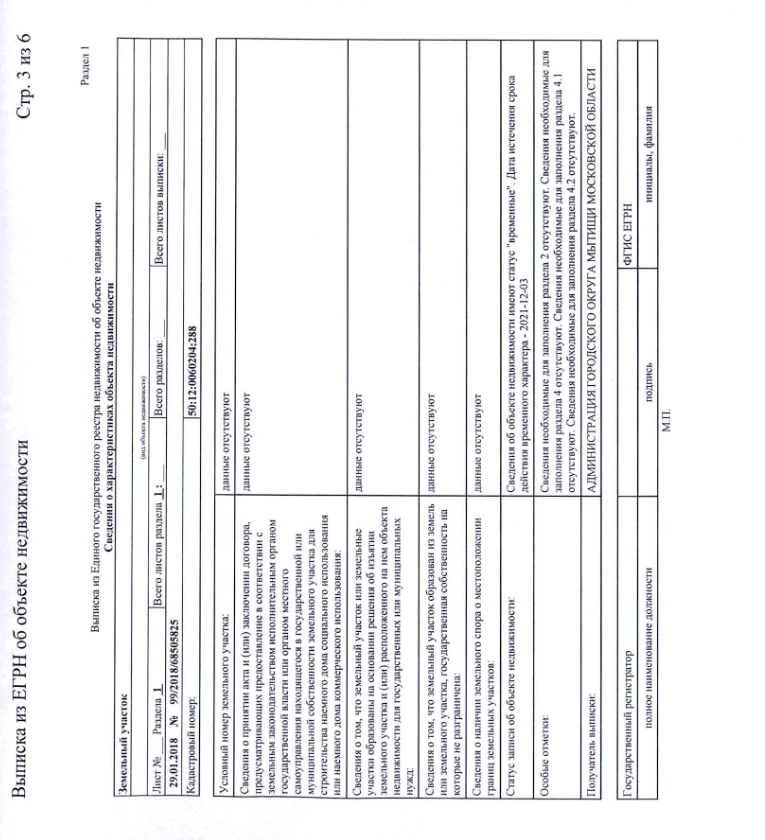 Выписка из ЕГРН об объекте недвижимости
Стр. 3 из 6
Раздел 1
Выписка из Единого государственного реестра недвижимости об объекте недвижимости
Сведения о характеристиках объекта недвижимости
Земельный участок
(вид объекта недвижимости)
Лист № ___ Раздела 1
Всего листов раздела 1: ___
Всего разделов: ___
Всего листов выписки: ___
29.01.2018 № 99/2018/68505825
Кадастровый номер:
50:12:0060204:288
Условный номер земельного участка:
данные отсутствуют
Сведения о принятии акта и (или) заключении договора,
предусматривающих предоставление в соответствии с
земельным законодательством исполнительным органом
государственной власти или органом местного
самоуправления находящегося в государственной или
муниципальной собственности земельного участка для
строительства наемного дома социального использования
или наемного дома коммерческого использования:
данные отсутствуют
Сведения о том, что земельный участок или земельные
участки образованы на основании решения об изъятии
земельного участка и (или) расположенного на нем объекта
недвижимости для государственных или муниципальных
нужд:
данные отсутствуют
Сведения о том, что земельный участок образован из земель
или земельного участка, государственная собственность на
которые не разграничена:
данные отсутствуют
Сведения о наличии земельного спора о местоположении
границ земельных участков:
данные отсутствуют
Статус записи об объекте недвижимости:
Сведения об объекте недвижимости имеют статус "временные". Дата истечения срока
действия временного характера - 2021-12-03
Особые отметки:
Сведения необходимые для заполнения раздела 2 отсутствуют. Сведения необходимые для
заполнения раздела 4 отсутствуют. Сведения необходимые для заполнения раздела 4.1
отсутствуют. Сведения необходимые для заполнения раздела 4.2 отсутствуют.
Получатель выписки:
АДМИНИСТРАЦИЯ ГОРОДСКОГО ОКРУГА МЫТИЩИ МОСКОВСКОЙ ОБЛАСТИ
Государственный регистратор
ФГИС ЕГРН
полное наименование должности
подпись
инициалы, фамилия
М.П.